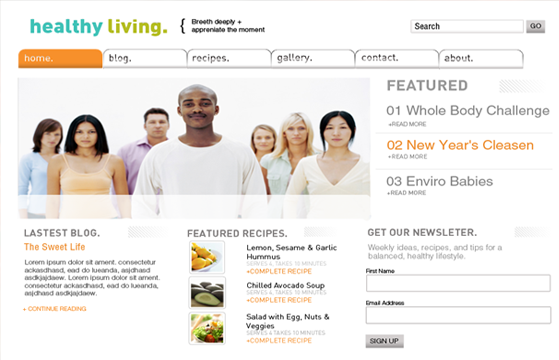 healthy living.
{ Breeth deeply +
appreniate the moment
Search GO
home. blog. recipes. gallery. contact. about.
FEATURED
01 Whole Body Challenge
+READ MORE
02 New Year's Cleasen
+READ MORE
03 Enviro Babies
+READ MORE
LASTEST BLOG.
The Sweet Life
Lorem ipsum dolor sit ament. consectetur
ackasdhasd, ead do lueanda, asjdhasd
asdkjajdaew.
Lorem ipsum dolor sit ament.
consectetur ackasdhasd, ead do
lueanda, asjdhasd asdkjajdaew.
+ CONTINUE READING
FEATURED RECIPES.
Lemon, Sesame & Garlic
Hummus
SERVES 4 TAKES 10 MINUTES
+COMPLETE RECIPE
Chilled Avocado Soup
SERVES 4 TAKES 10 MINUTES
+COMPLETE RECIPE
Salad with Egg, Nuts &
Veggies
SERVES 4 TAKES 10 MINUTES
+COMPLETE RECIPE
GET OUR NEWSLETER.
Weekly ideas, recipes, and tips for a
balanced, healthy lifestyle.
First Name
Email Address
SIGN UP